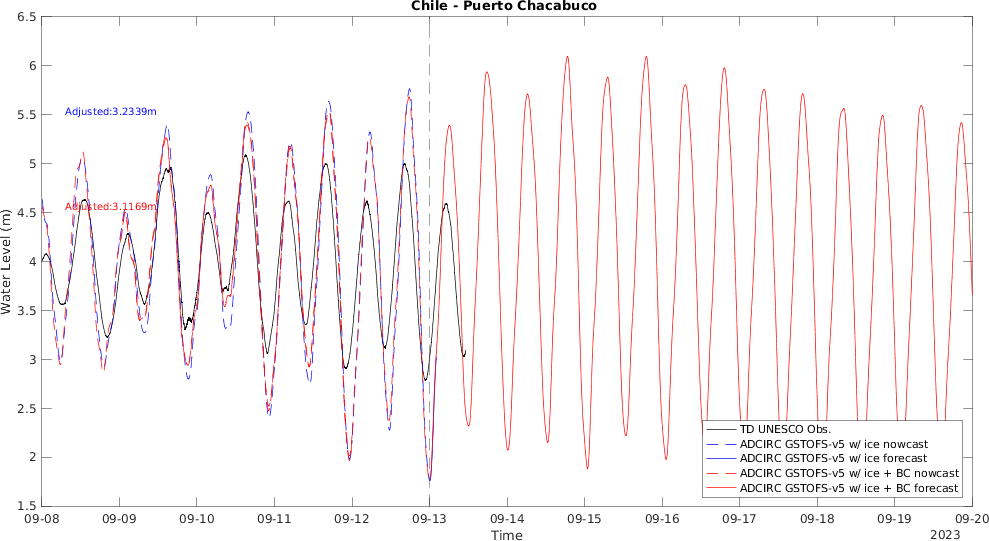 Chile - Puerto Chacabuco
6.5
6
5.5
5
4.5
4
3.5
3
2.5
2
1.5
Water Level (m)
Adjusted:3.2339m
Adjusted:3.1169m
TD UNESCO Obs.
ADCIRC GSTOFS-v5 w/ ice nowcast
ADCIRC GSTOFS-v5 w/ ice forecast
ADCIRC GSTOFS-v5 w/ ice + BC nowcast
ADCIRC GSTOFS-v5 w/ ice + BC forecast
09-08 09-09 09-10 09-11 09-12 09-13 09-14 09-15 09-16 09-17 09-18 09-19 09-20
Time
2023